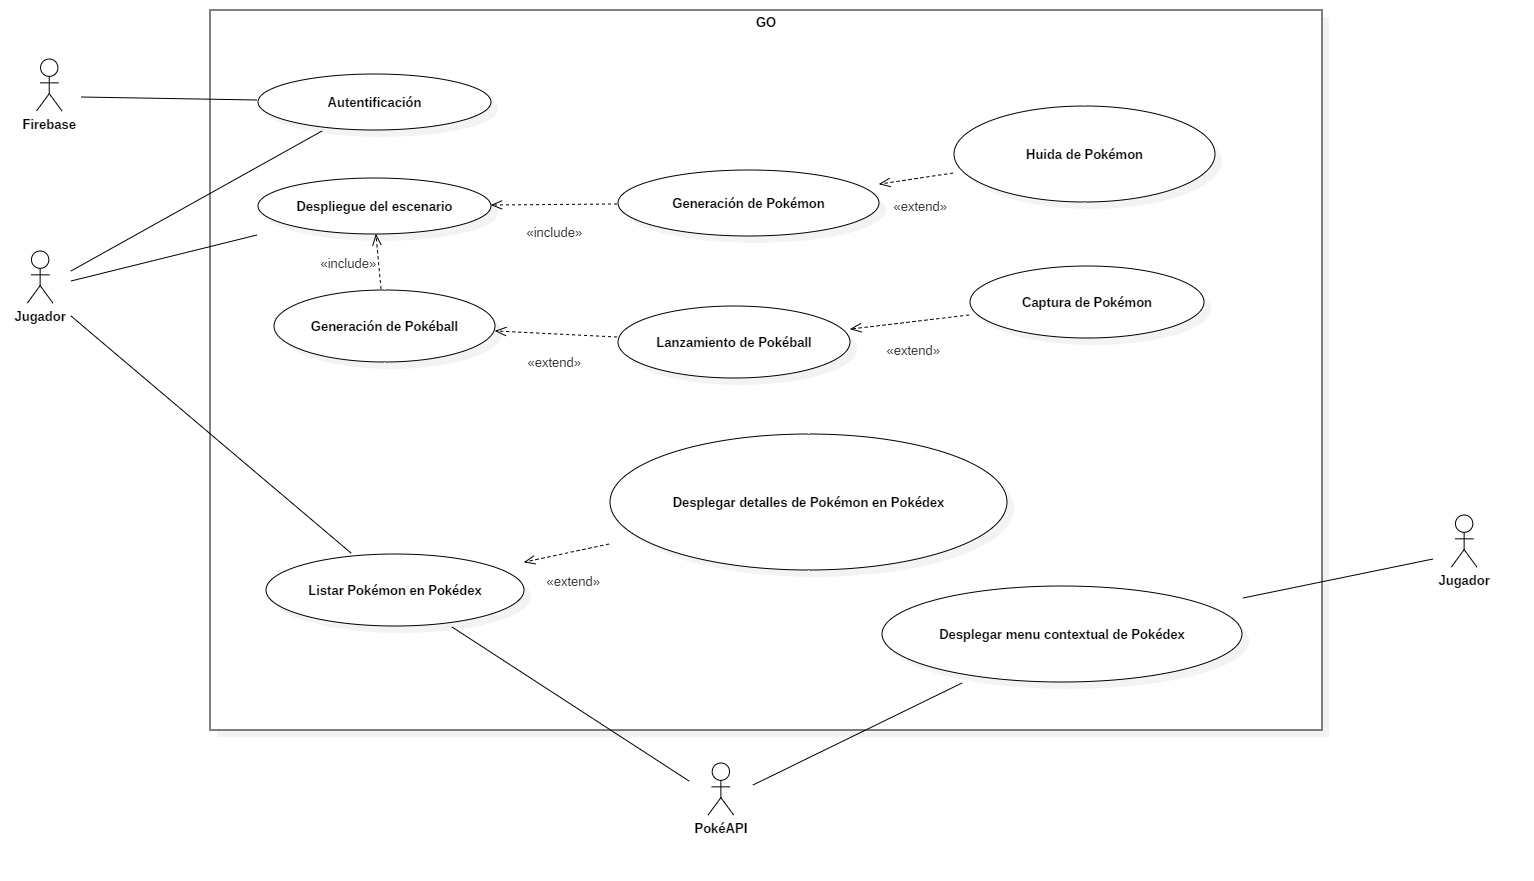 GO
Firebase
Autentificación
Huida de Pokémon
Despliegue del escenario
Generación de Pokémon
«extend»
«include»
«include»
Jugador
Generación de Pokéball
Lanzamiento de Pokéball
Captura de Pokémon
«extend»
«extend»
Desplegar detalles de Pokémon en Pokédex
Listar Pokémon en Pokédex
«extend»
Jugador
Desplegar menu contextual de Pokédex
PokéAPI